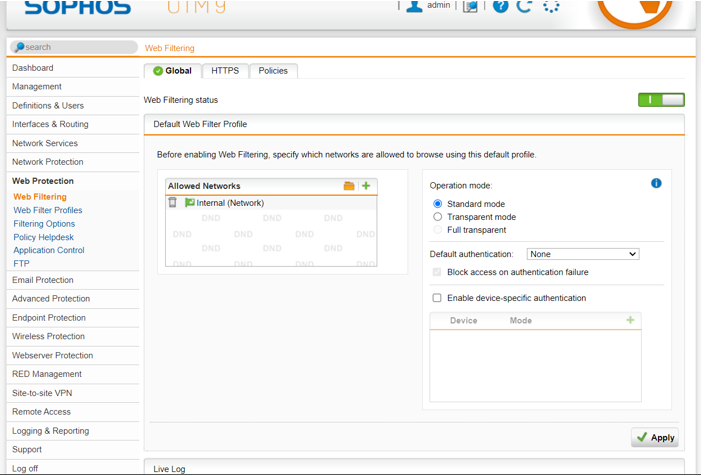 SOPHOS UTM 9
admin
search
Web Filtering
Dashboard
Management
Definitions & Users
Interfaces & Routing
Network Services
Network Protection
Web Protection
Web Filtering
Web Filter Profiles
Filtering Options
Policy Helpdesk
Application Control
FTP
Email Protection
Advanced Protection
Endpoint Protection
Wireless Protection
Webserver Protection
RED Management
Site-to-site VPN
Remote Access
Logging & Reporting
Support
Log off
Global HTTPS Policies
Web Filtering status
Default Web Filter Profile
Before enabling Web Filtering, specify which networks are allowed to browse using this default profile.
Allowed Networks
Internal (Network)
DND DND DND
DND DND DND DND
DND DND DND
DND DND DND DND
Operation mode:
Standard mode
Transparent mode
Full transparent
Default authentication: None
Block access on authentication failure
Enable device-specific authentication
Device Mode
Apply
Live Log